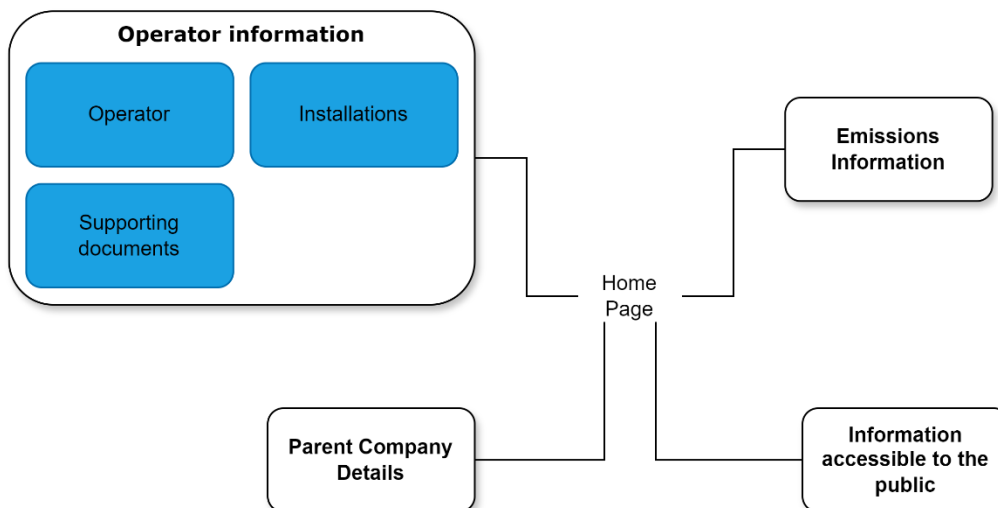 Operator information
Operator
Installations
Supporting
documents
Emissions
Information
Home
Page
Parent Company
Details
Information
accessible to the
public